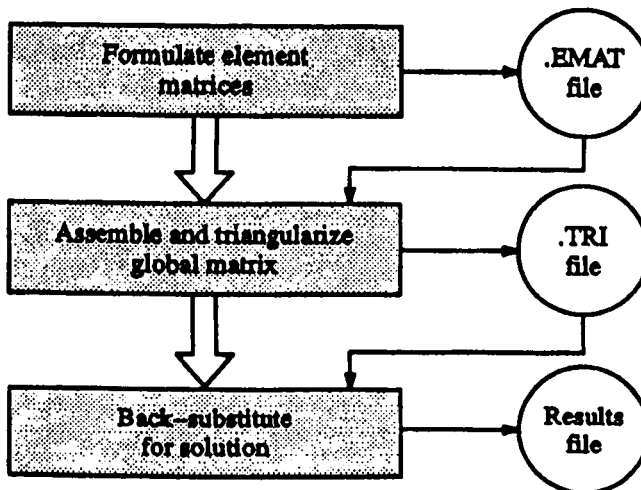 Formulate element
matrices
.EMAT
file
Assemble and triangularize
global matrix
.TRI
file
Back-substitute
for solution
Results
file